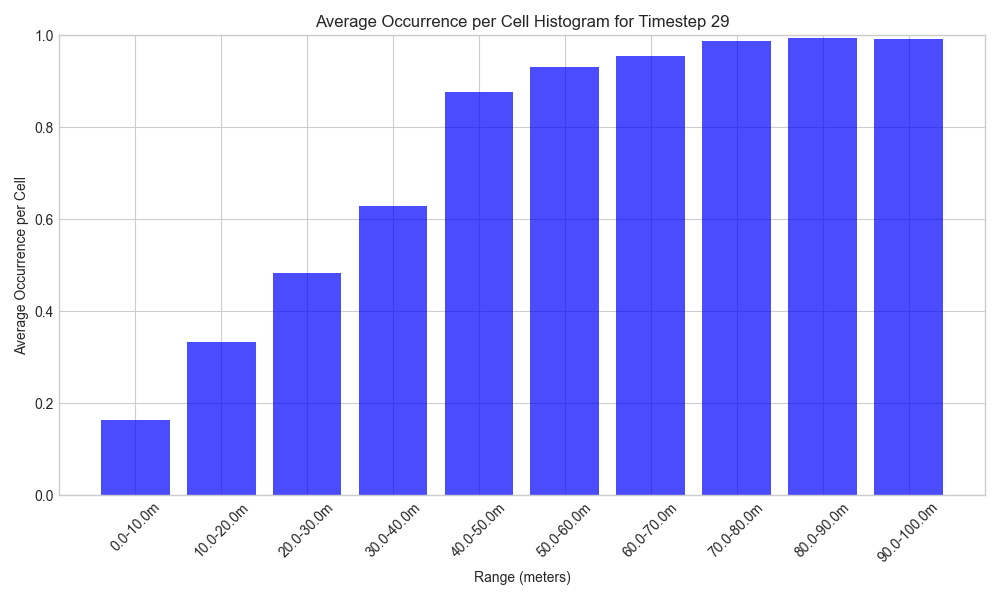 Average Occurrence per Cell Histogram for Timestep 29
Average Occurrence per Cell
1.0
0.8
0.6
0.4
0.2
0.0
0.0-10.0m
10.0-20.0m
20.0-30.0m
30.0-40.0m
40.0-50.0m
50.0-60.0m
60.0-70.0m
70.0-80.0m
80.0-90.0m
90.0-100.0m
Range (meters)